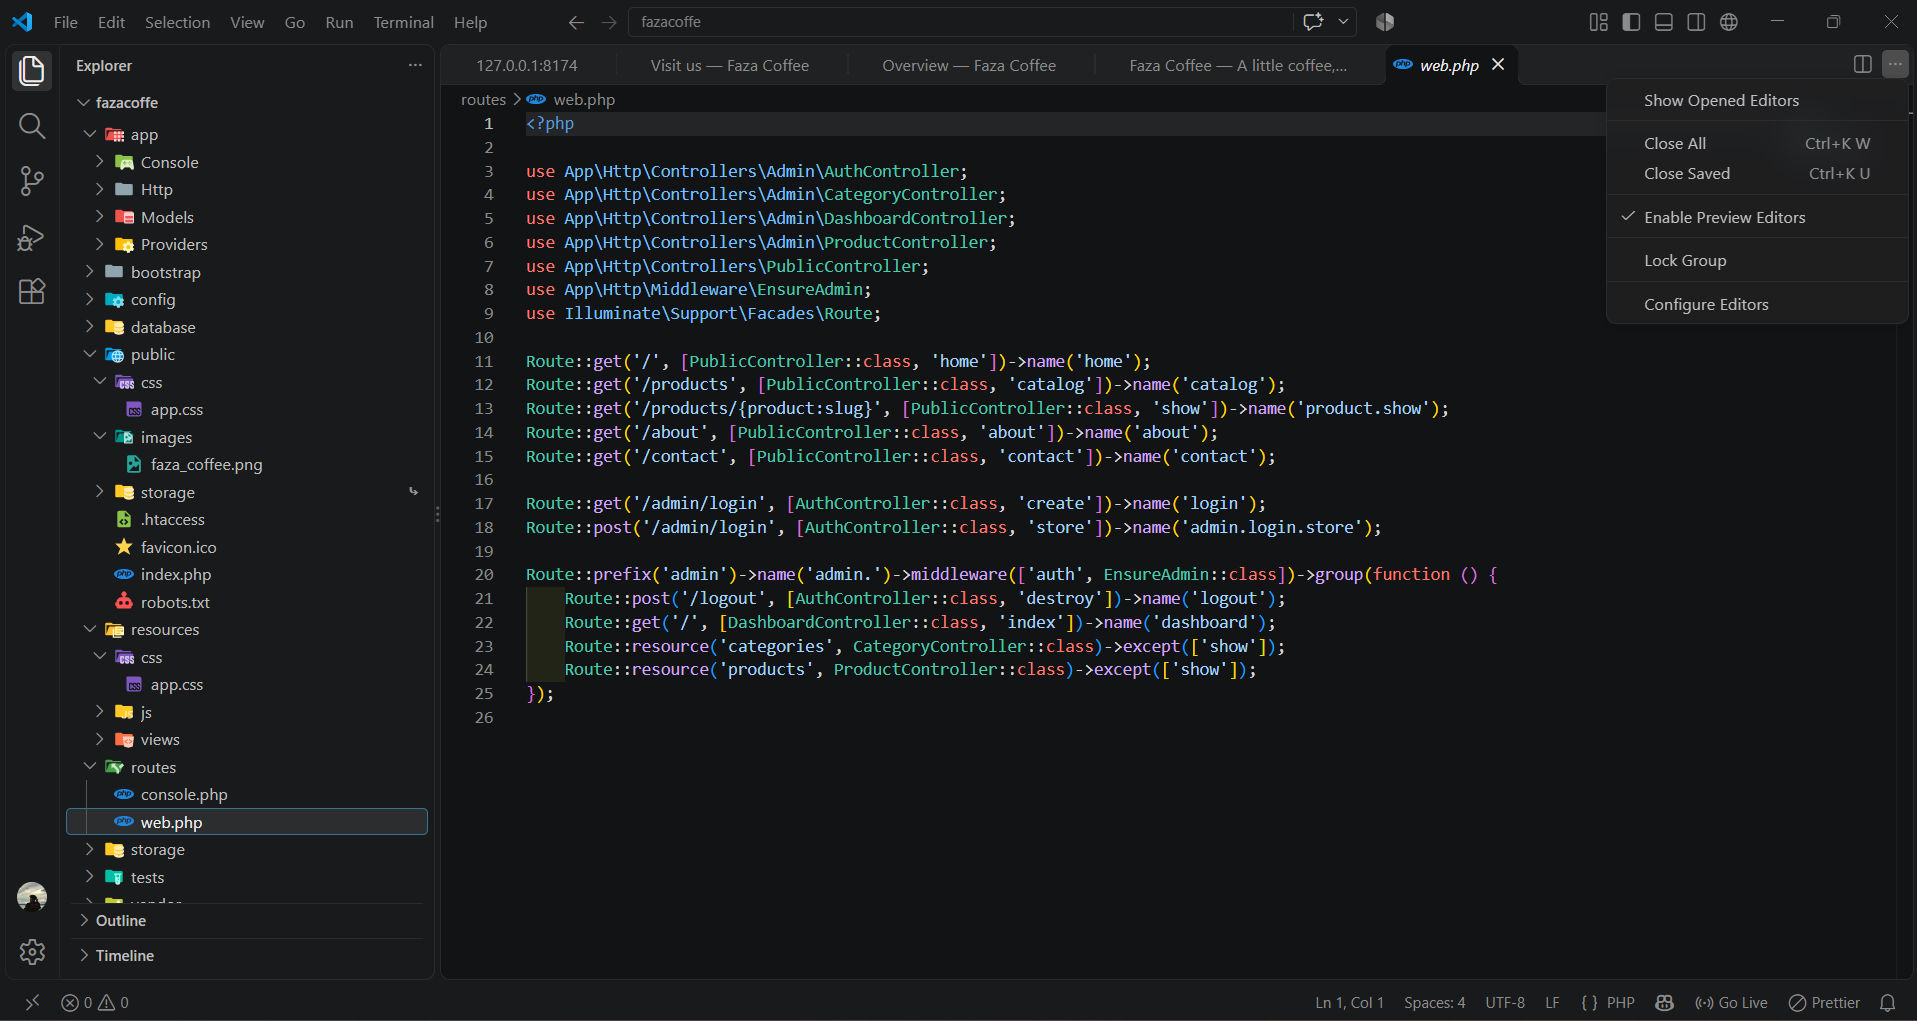 File Edit Selection View Go Run Terminal Help
fazacoffe
Explorer
127.0.0.1:8174
Visit us — Faza Coffee
Overview — Faza Coffee
Faza Coffee — A little coffee,...
web.php
fazacoffe
app
Console
Http
Models
Providers
bootstrap
config
database
public
css
app.css
images
faza_coffee.png
storage
.htaccess
favicon.ico
index.php
robots.txt
resources
css
app.css
js
views
routes
console.php
web.php
storage
tests
Outline
Timeline
routes > web.php
1 <?php
2
3 use App\Http\Controllers\Admin\AuthController;
4 use App\Http\Controllers\Admin\CategoryController;
5 use App\Http\Controllers\Admin\DashboardController;
6 use App\Http\Controllers\Admin\ProductController;
7 use App\Http\Controllers\PublicController;
8 use App\Http\Middleware\EnsureAdmin;
9 use Illuminate\Support\Facades\Route;
10
11 Route::get('/', [PublicController::class, 'home'])->name('home');
12 Route::get('/products', [PublicController::class, 'catalog'])->name('catalog');
13 Route::get('/products/{product:slug}', [PublicController::class, 'show'])->name('product.show');
14 Route::get('/about', [PublicController::class, 'about'])->name('about');
15 Route::get('/contact', [PublicController::class, 'contact'])->name('contact');
16
17 Route::get('/admin/login', [AuthController::class, 'create'])->name('login');
18 Route::post('/admin/login', [AuthController::class, 'store'])->name('admin.login.store');
19
20 Route::prefix('admin')->name('admin.')->middleware(['auth', EnsureAdmin::class])->group(function () {
21     Route::post('/logout', [AuthController::class, 'destroy'])->name('logout');
22     Route::get('/', [DashboardController::class, 'index'])->name('dashboard');
23     Route::resource('categories', CategoryController::class)->except(['show']);
24     Route::resource('products', ProductController::class)->except(['show']);
25 });
26
Show Opened Editors
Close All Ctrl+K W
Close Saved Ctrl+K U
Enable Preview Editors
Lock Group
Configure Editors
0 0
Ln 1, Col 1 Spaces: 4 UTF-8 LF { } PHP Go Live Prettier